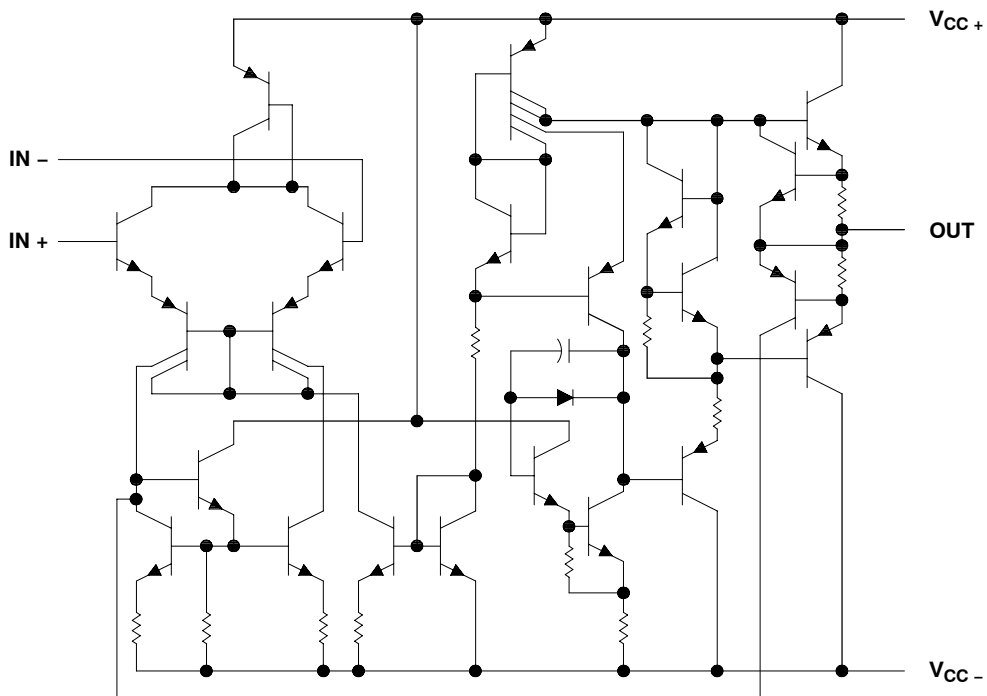 VCC +
IN −
IN +
OUT
VCC −